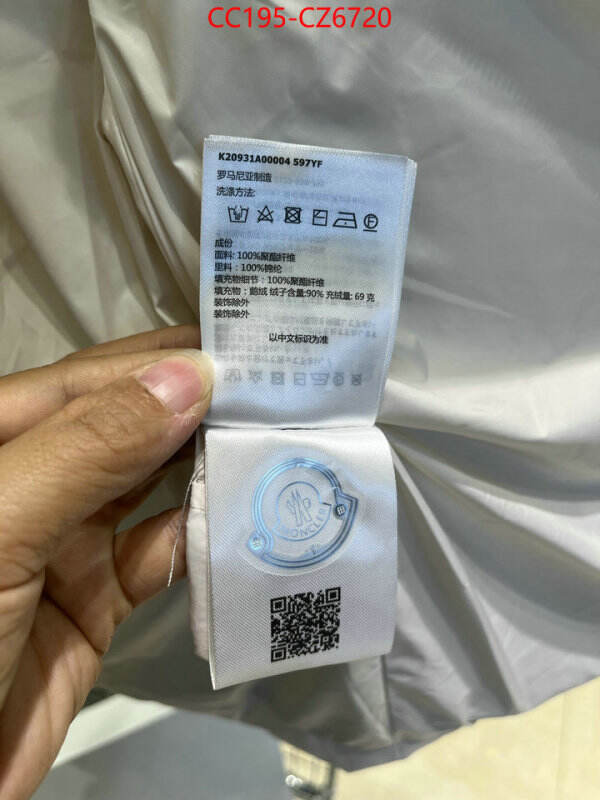 CC195-CZ6720
K20931A00004 597YF
罗马尼亚制造
洗涤方法:
成份
面料: 100%聚酯纤维
里料: 100%锦纶
填充物细节: 100%聚酯纤维
填充物: 鹅绒 绒子含量:90% 充绒量: 69 克
装饰除外
装饰除外
以中文标识为准
MONCLER